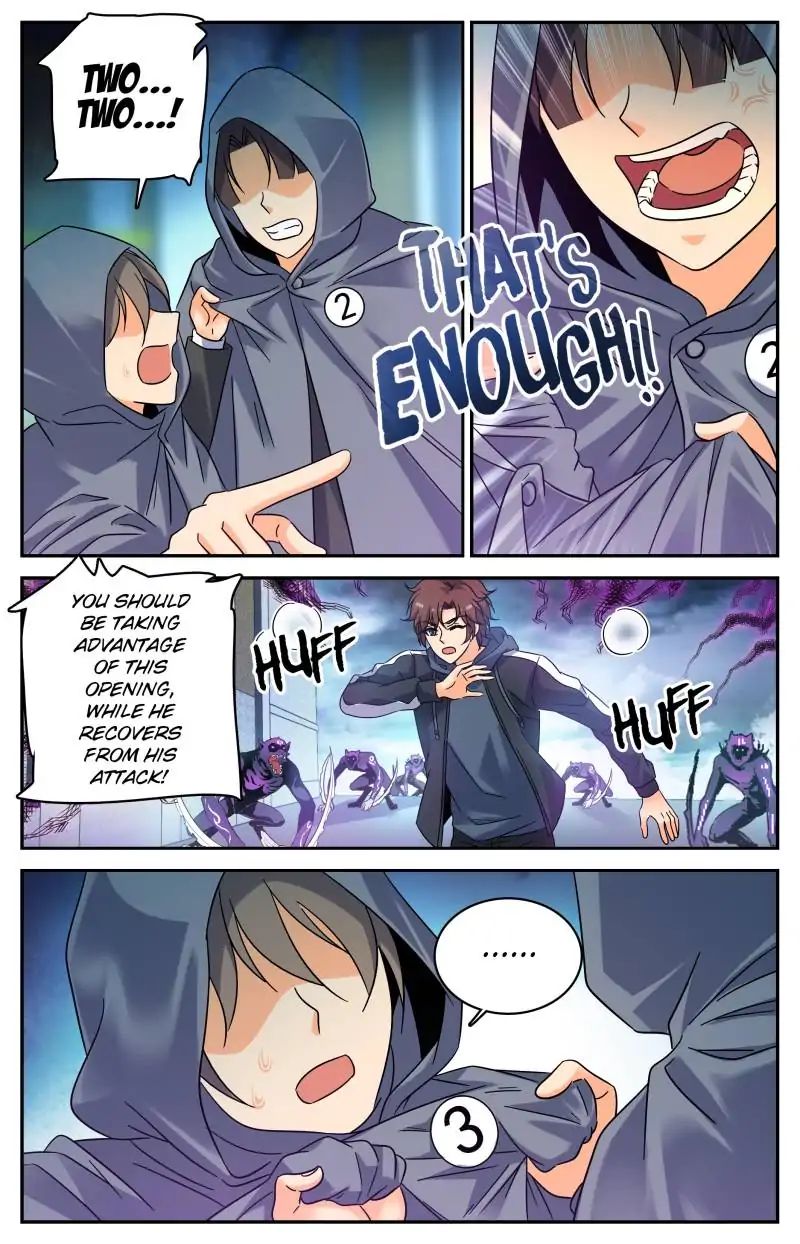 TWO...
TWO...!
2
THAT'S
ENOUGH!!
2
YOU SHOULD
BE TAKING
ADVANTAGE
OF THIS
OPENING,
WHILE HE
RECOVERS
FROM HIS
ATTACK!
HUFF
HUFF
......
3